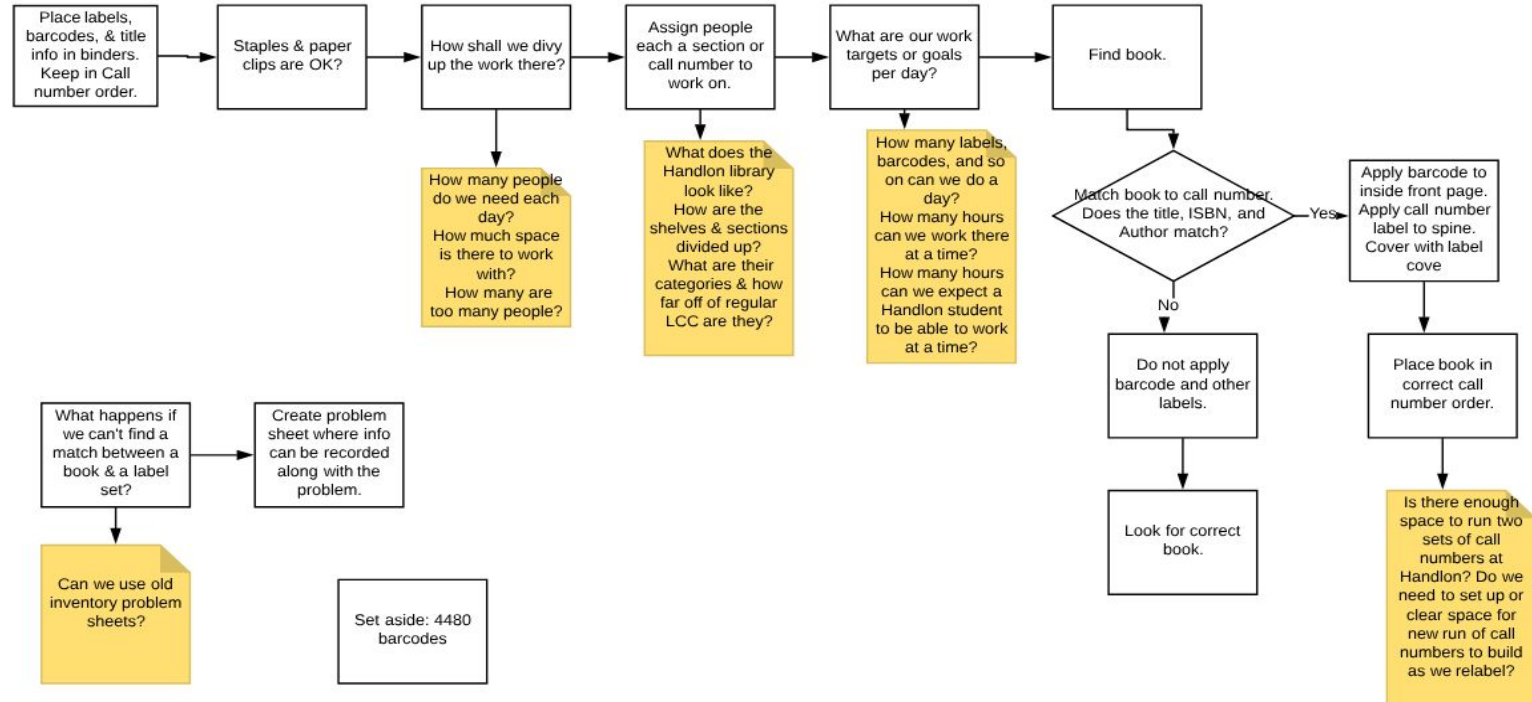 Place labels,
barcodes, & title
info in binders.
Keep in Call
number order.
Staples & paper
clips are OK?
How shall we divy
up the work there?
Assign people
each a section or
call number to
work on.
What are our work
targets or goals
per day?
Find book.
How many people
do we need each
day?
How much space
is there to work
with?
How many are
too many people?
What does the
Handlon library
look like?
How are the
shelves & sections
divided up?
What are their
categories & how
far off of regular
LCC are they?
How many labels,
barcodes, and so
on can we do a
day?
How many hours
can we work there
at a time?
How many hours
can we expect a
Handlon student
to be able to work
at a time?
Match book to call number.
Does the title, ISBN, and
Author match?
Yes
Apply barcode to
inside front page.
Apply call number
label to spine.
Cover with label
cove
No
Do not apply
barcode and other
labels.
Place book in
correct call
number order.
Look for correct
book.
Is there enough
space to run two
sets of call
numbers at
Handlon? Do we
need to set up or
clear space for
new run of call
numbers to build
as we relabel?
What happens if
we can't find a
match between a
book & a label
set?
Create problem
sheet where info
can be recorded
along with the
problem.
Can we use old
inventory problem
sheets?
Set aside: 4480
barcodes